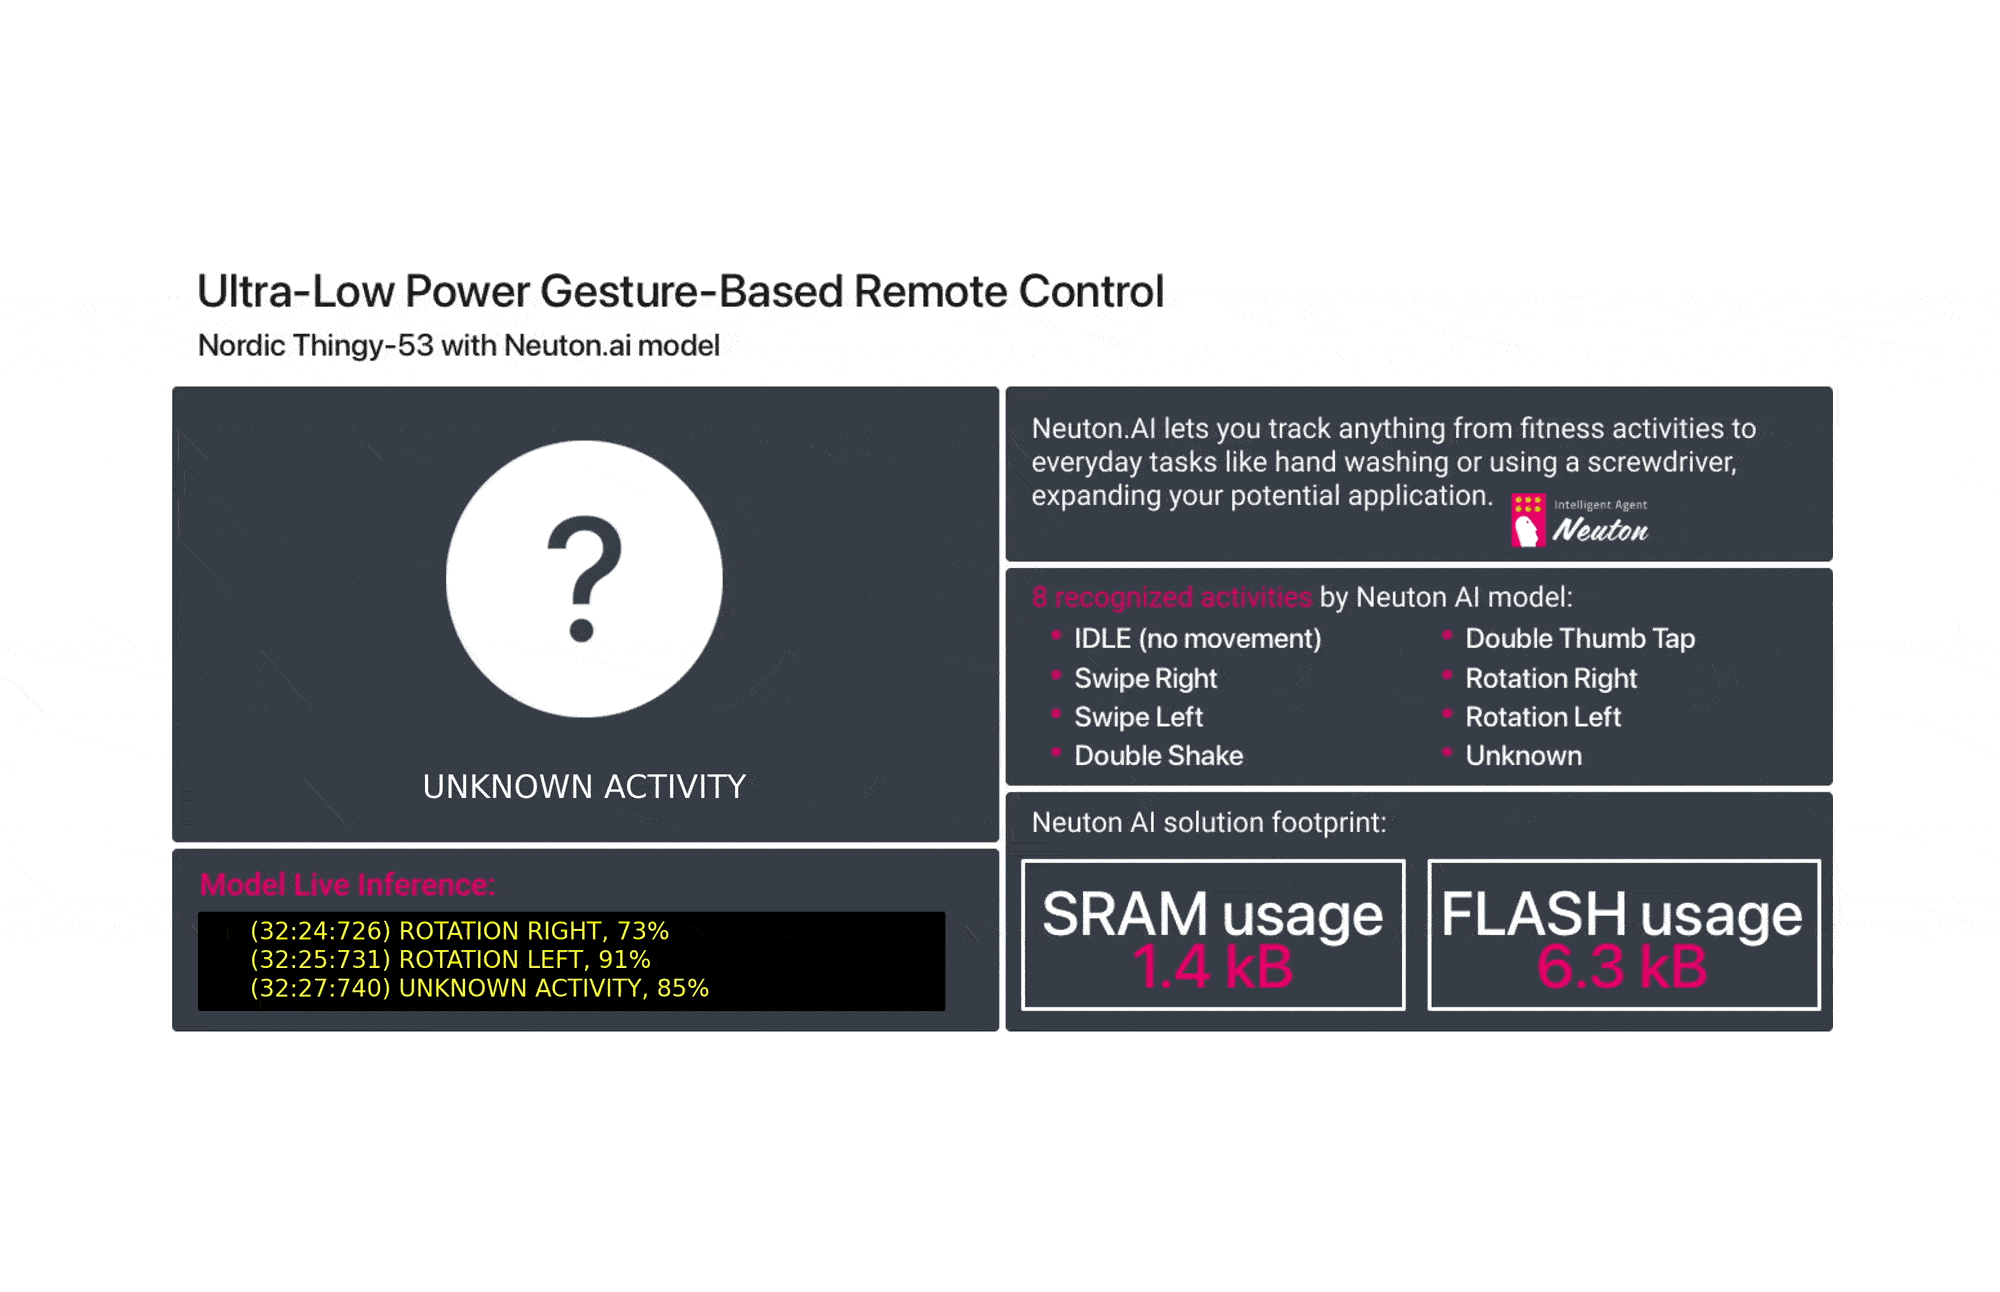 Ultra-Low Power Gesture-Based Remote Control
Nordic Thingy-53 with Neuton.ai model
?
UNKNOWN ACTIVITY
Model Live Inference:
(32:24:726) ROTATION RIGHT, 73%
(32:25:731) ROTATION LEFT, 91%
(32:27:740) UNKNOWN ACTIVITY, 85%
Neuton.AI lets you track anything from fitness activities to
everyday tasks like hand washing or using a screwdriver,
expanding your potential application.
Intelligent Agent
Neuton
8 recognized activities by Neuton AI model:
IDLE (no movement)
Swipe Right
Swipe Left
Double Shake
Double Thumb Tap
Rotation Right
Rotation Left
Unknown
Neuton AI solution footprint:
SRAM usage
1.4 kB
FLASH usage
6.3 kB